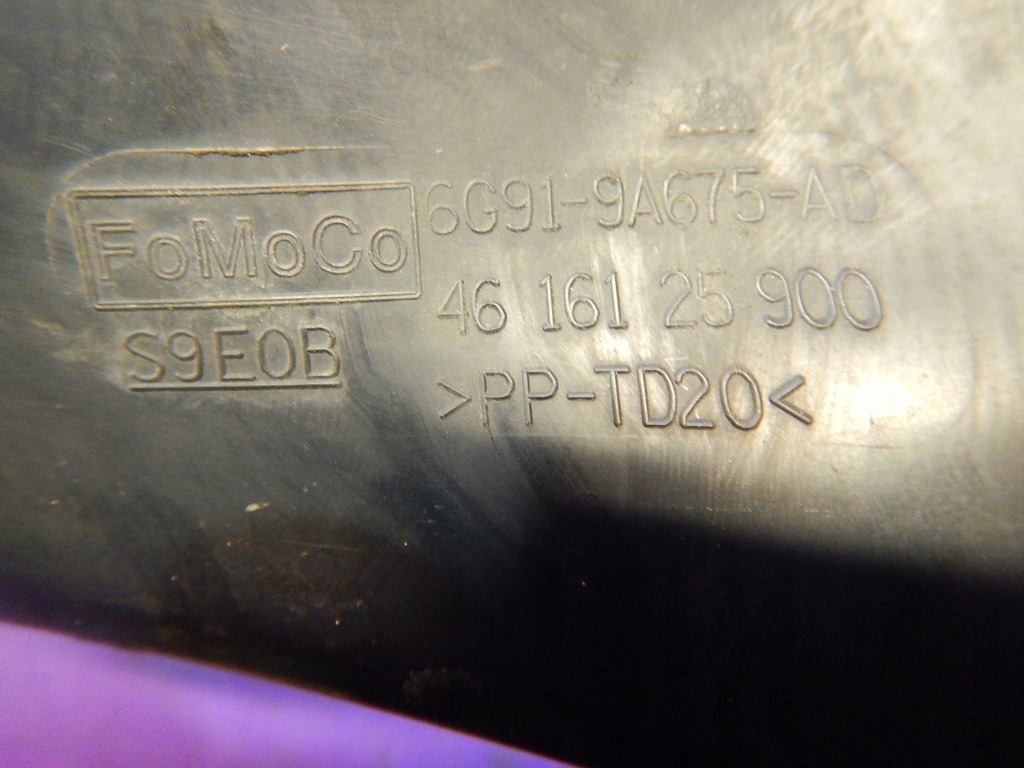 FoMoCo
S9E0B
6G91-9A675-AD
46 161 25 900
>PP-TD20<